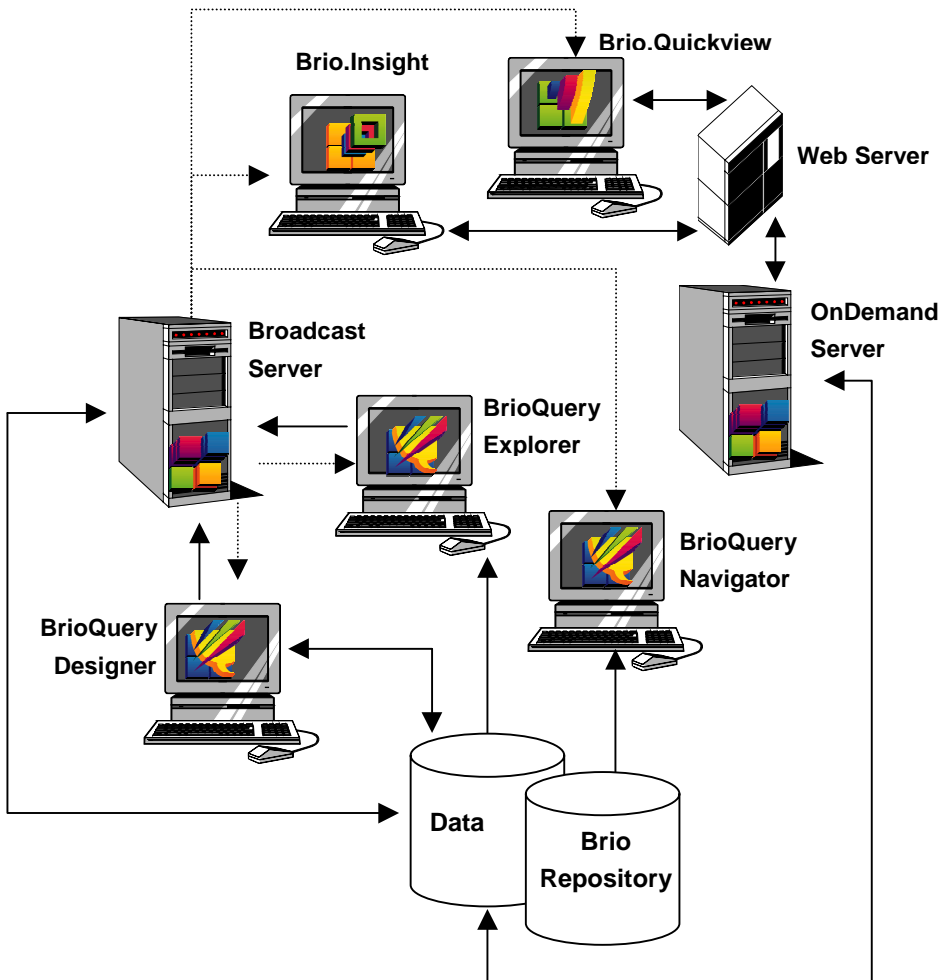 Brio.Quickview
Brio.Insight
Web Server
OnDemand
Server
Broadcast
Server
BrioQuery
Explorer
BrioQuery
Navigator
BrioQuery
Designer
Data
Brio
Repository